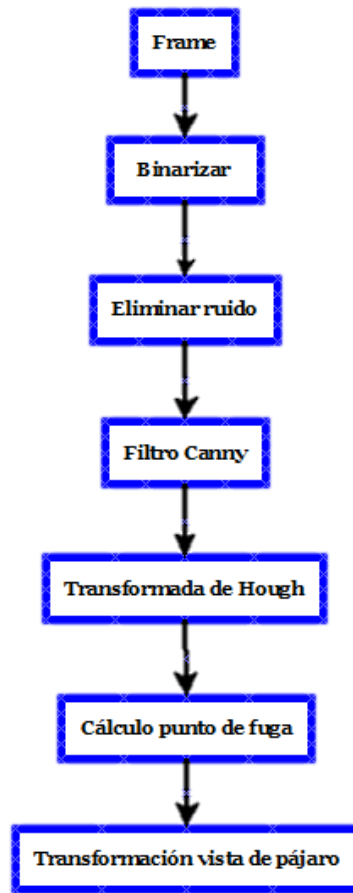 Frame
Binarizar
Eliminar ruido
Filtro Canny
Transformada de Hough
Cálculo punto de fuga
Transformación vista de pájaro